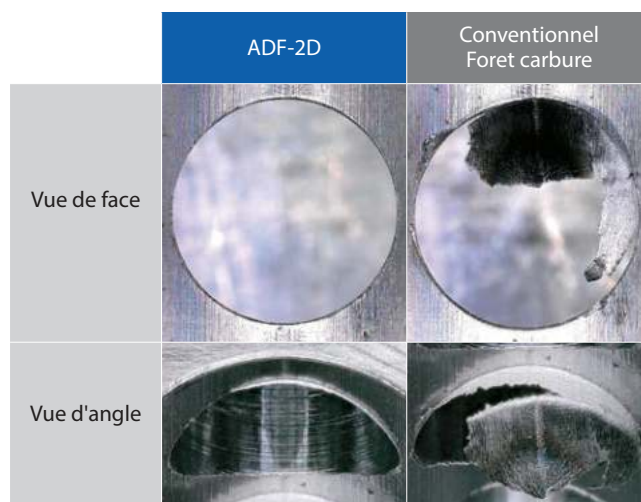 ADF-2D
Conventionnel
Foret carbure
Vue de face
Vue d'angle